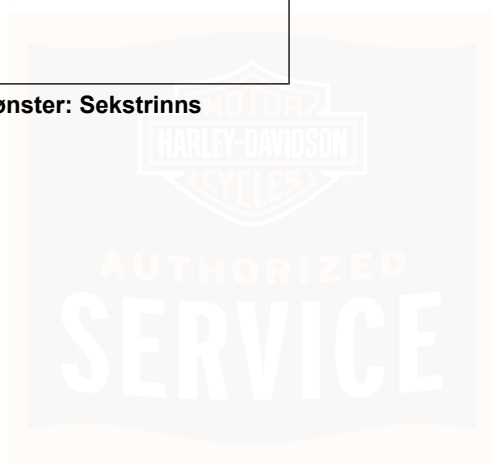 ønster: Sekstrinns
MOTOR
HARLEY-DAVIDSON
CYCLES
AUTHORIZED
SERVICE